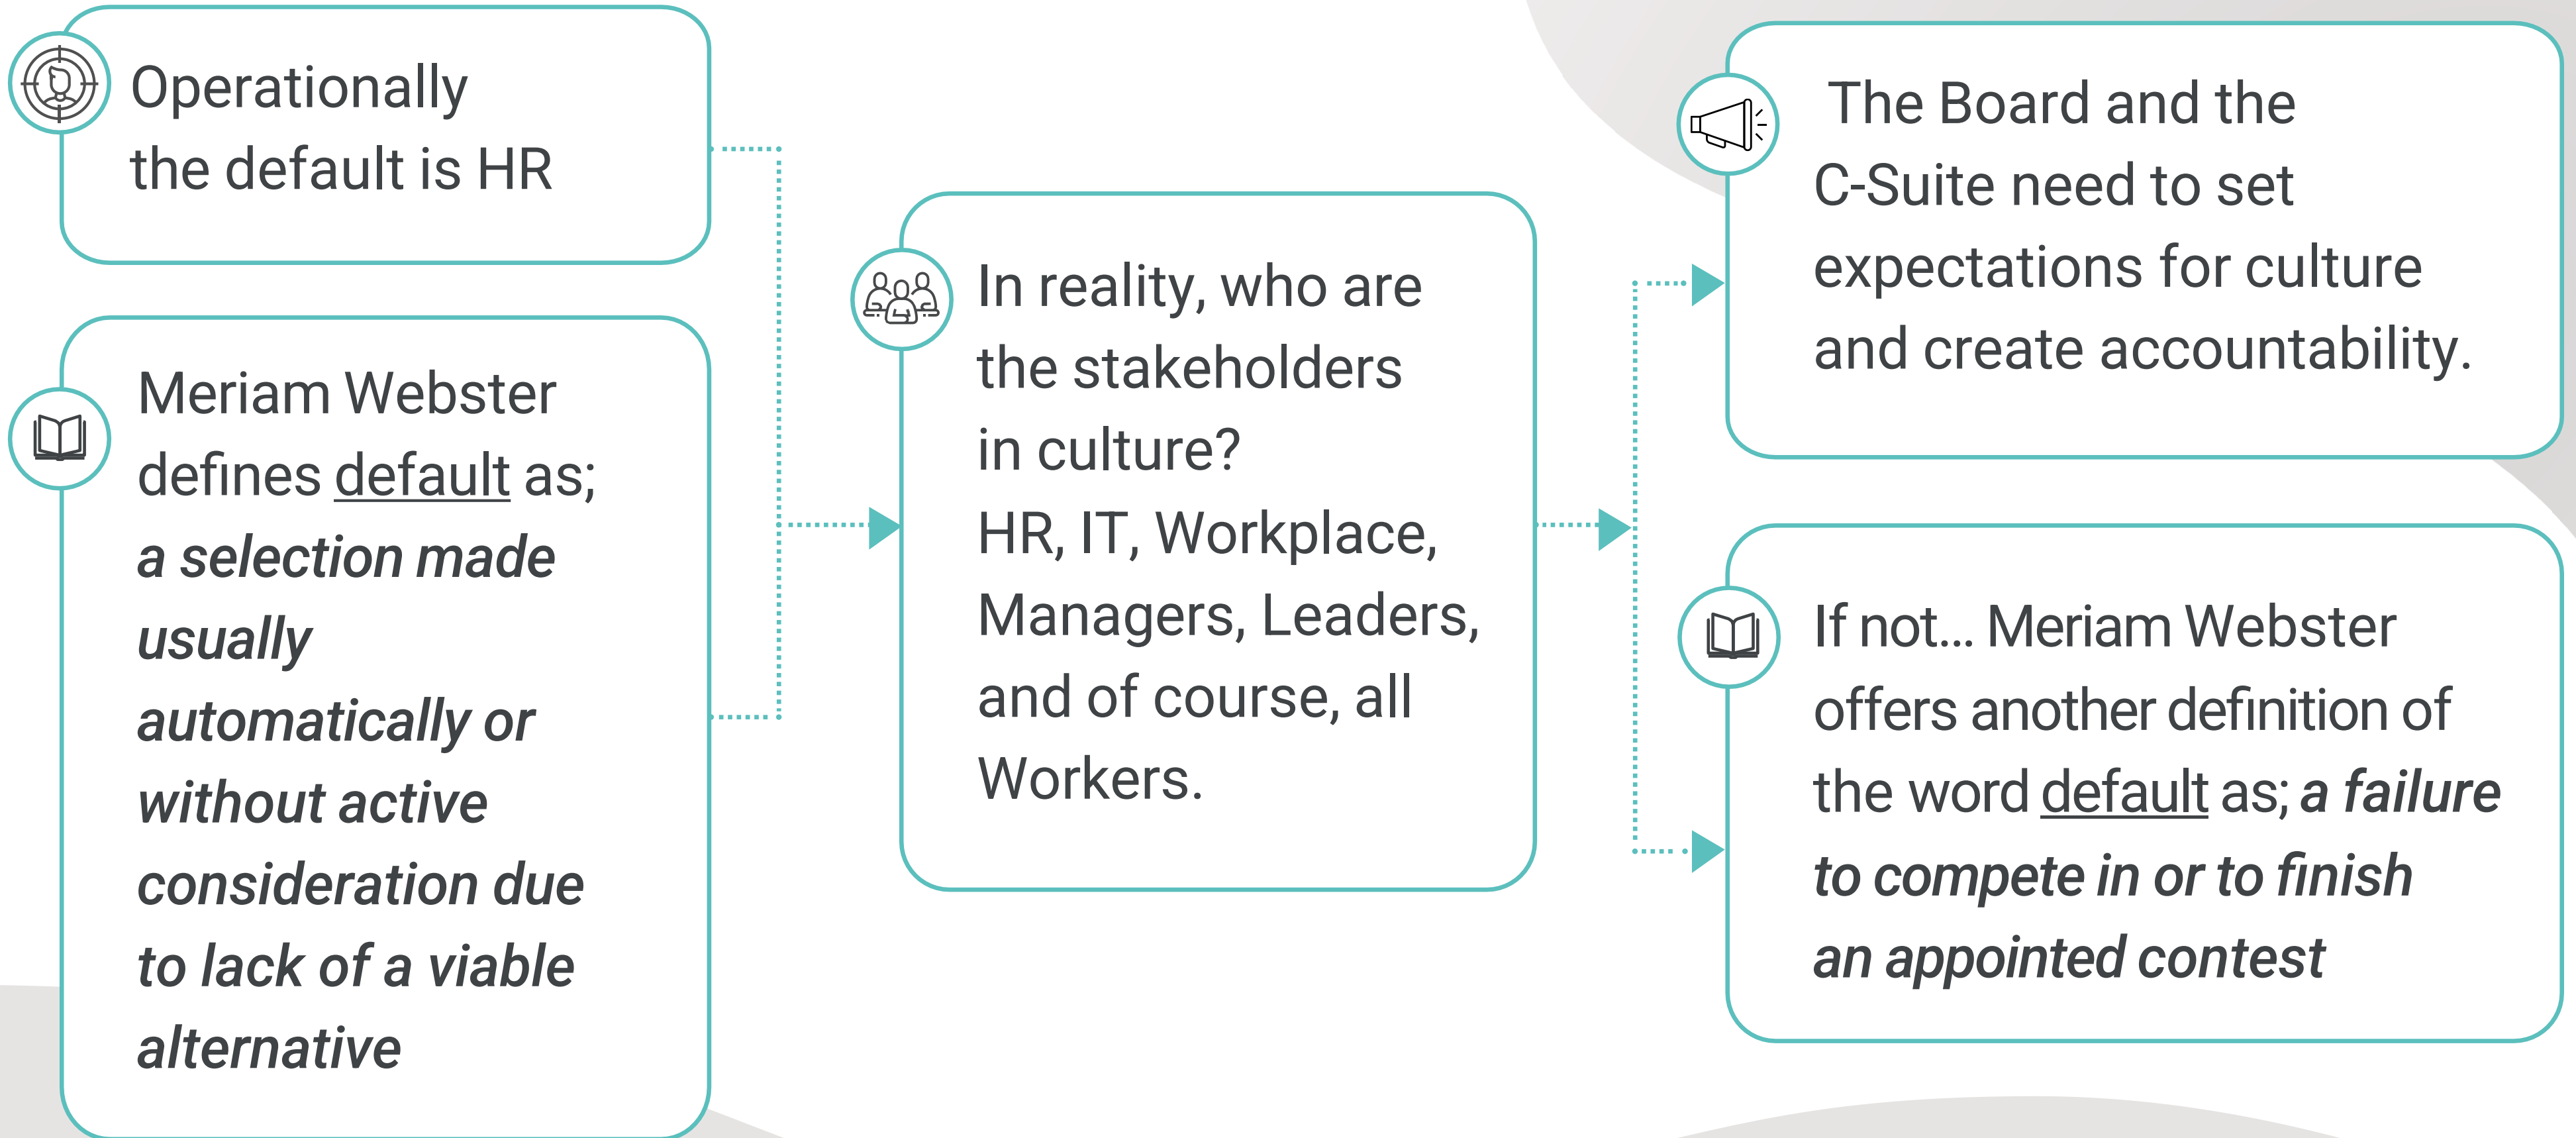 Operationally
the default is HR
Meriam Webster
defines default as;
a selection made
usually
automatically or
without active
consideration due
to lack of a viable
alternative
In reality, who are
the stakeholders
in culture?
HR, IT, Workplace,
Managers, Leaders,
and of course, all
Workers.
The Board and the
C-Suite need to set
expectations for culture
and create accountability.
If not... Meriam Webster
offers another definition of
the word default as; a failure
to compete in or to finish
an appointed contest